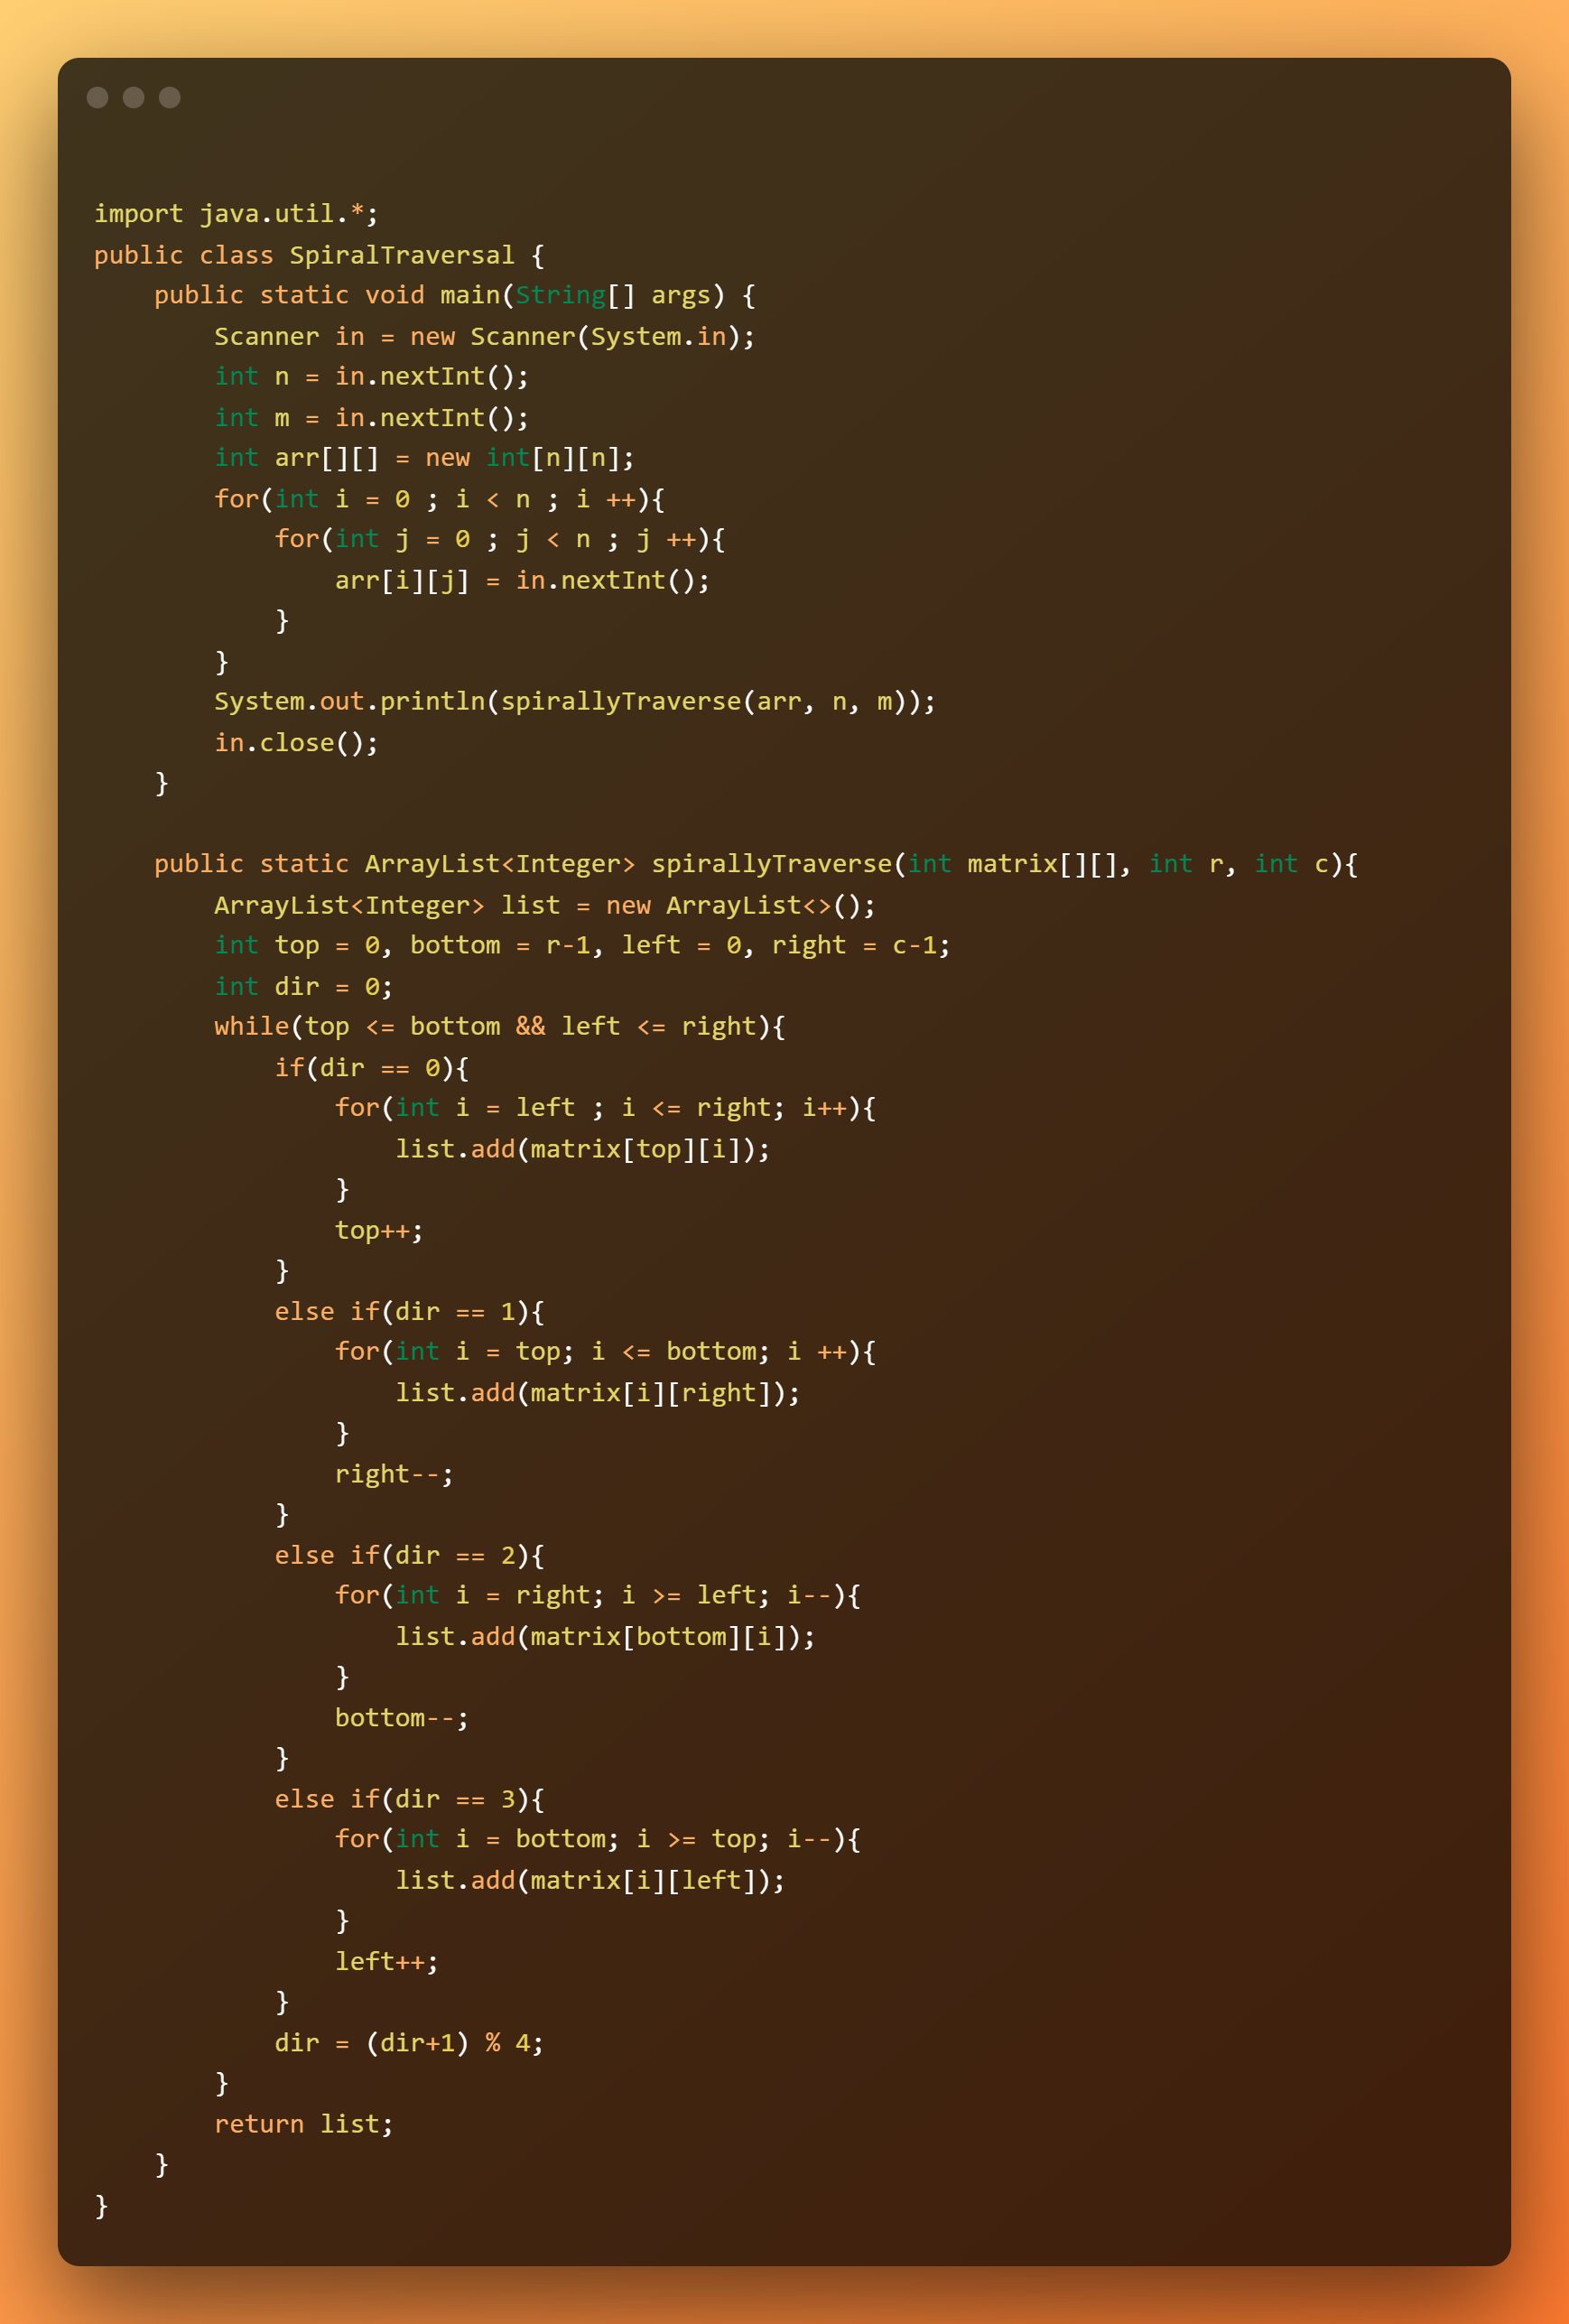 import java.util.*;
public class SpiralTraversal {
    public static void main(String[] args) {
        Scanner in = new Scanner(System.in);
        int n = in.nextInt();
        int m = in.nextInt();
        int arr[][] = new int[n][n];
        for(int i = 0 ; i < n ; i ++){
            for(int j = 0 ; j < n ; j ++){
                arr[i][j] = in.nextInt();
            }
        }
        System.out.println(spirallyTraverse(arr, n, m));
        in.close();
    }

    public static ArrayList<Integer> spirallyTraverse(int matrix[][], int r, int c){
        ArrayList<Integer> list = new ArrayList<>();
        int top = 0, bottom = r-1, left = 0, right = c-1;
        int dir = 0;
        while(top <= bottom && left <= right){
            if(dir == 0){
                for(int i = left ; i <= right; i++){
                    list.add(matrix[top][i]);
                }
                top++;
            }
            else if(dir == 1){
                for(int i = top; i <= bottom; i ++){
                    list.add(matrix[i][right]);
                }
                right--;
            }
            else if(dir == 2){
                for(int i = right; i >= left; i--){
                    list.add(matrix[bottom][i]);
                }
                bottom--;
            }
            else if(dir == 3){
                for(int i = bottom; i >= top; i--){
                    list.add(matrix[i][left]);
                }
                left++;
            }
            dir = (dir+1) % 4;
        }
        return list;
    }
}